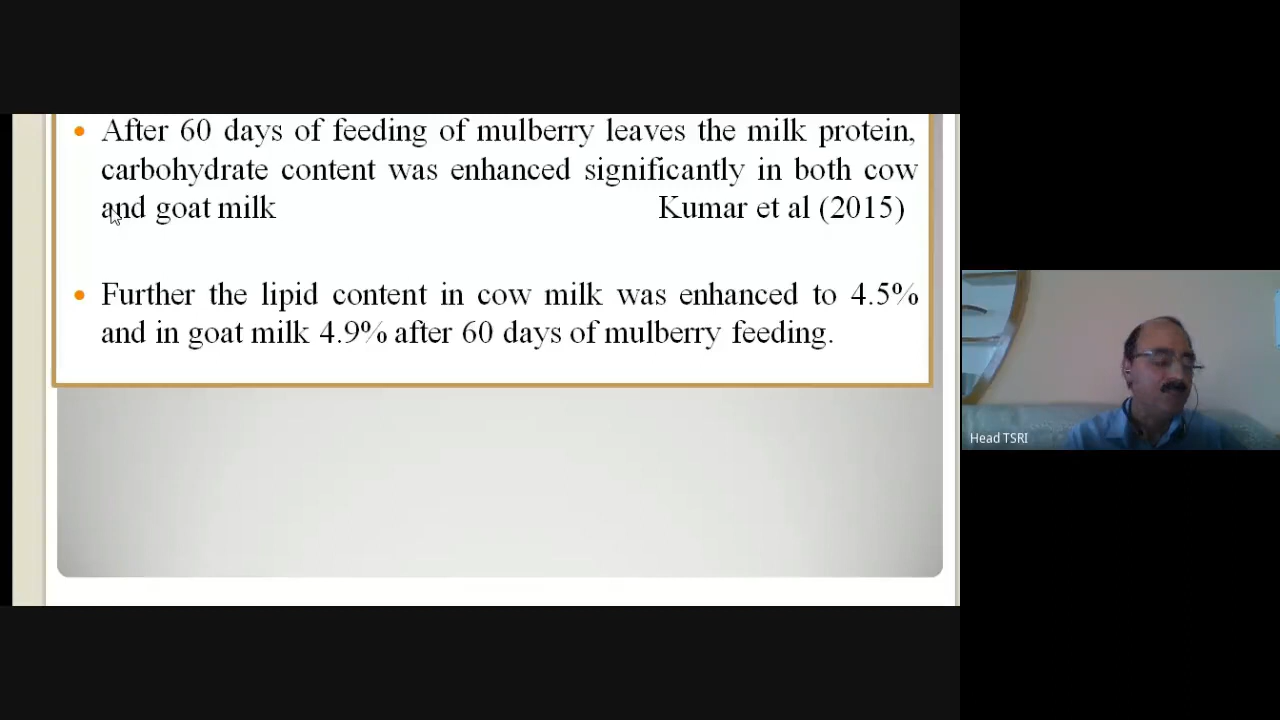 After 60 days of feeding of mulberry leaves the milk protein,
carbohydrate content was enhanced significantly in both cow
and goat milk Kumar et al (2015)
Further the lipid content in cow milk was enhanced to 4.5%
and in goat milk 4.9% after 60 days of mulberry feeding.
Head TSRI